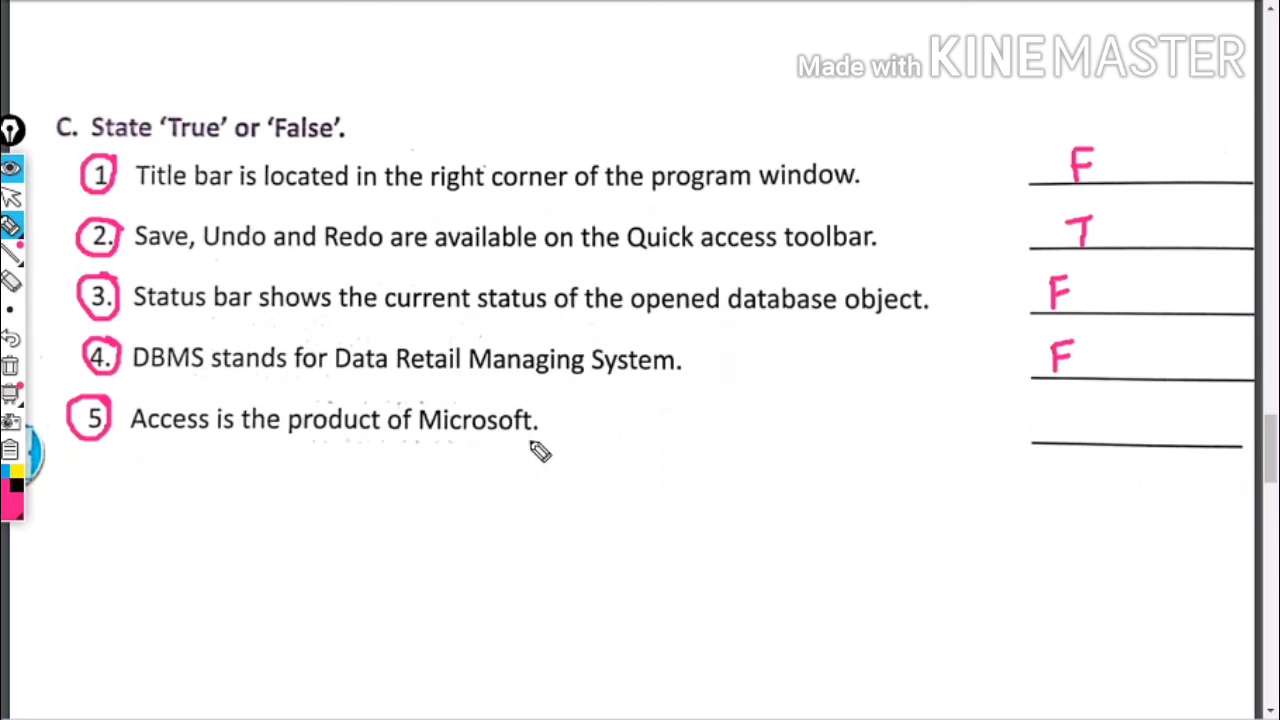 Made with KINEMASTER
C. State ‘True’ or ‘False’.
1 Title bar is located in the right corner of the program window. F
2. Save, Undo and Redo are available on the Quick access toolbar. T
3. Status bar shows the current status of the opened database object. F
4. DBMS stands for Data Retail Managing System. F
5 Access is the product of Microsoft.